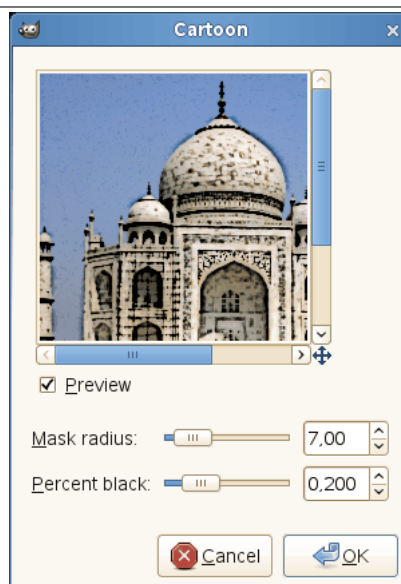 Cartoon
Preview
Mask radius: 7,00
Percent black: 0,200
Cancel OK